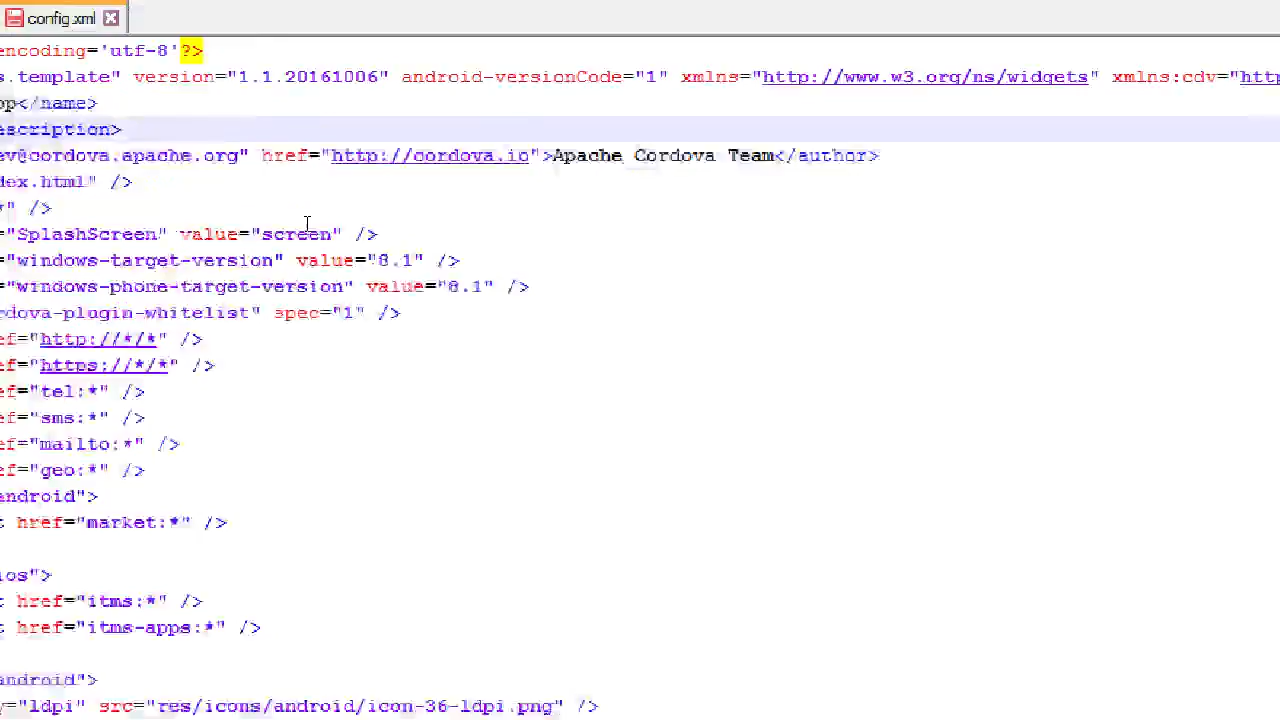 config.xml
encoding='utf-8'?>
s.template" version="1.1.20161006" android-versionCode="1" xmlns="http://www.w3.org/ns/widgets" xmlns:cdv="http
pp</name>
escription>
ev@cordova.apache.org" href="http://cordova.io">Apache Cordova Team</author>
dex.html" />
*" />
="SplashScreen" value="screen" />
="windows-target-version" value="8.1" />
="windows-phone-target-version" value="8.1" />
rdova-plugin-whitelist" spec="1" />
ef="http://*/*" />
ef="https://*/*" />
ef="tel:*" />
ef="sms:*" />
ef="mailto:*" />
ef="geo:*" />
android">
t href="market:*" />
ios">
t href="itms:*" />
t href="itms-apps:*" />
android">
y="ldpi" src="res/icons/android/icon-36-ldpi.png" />